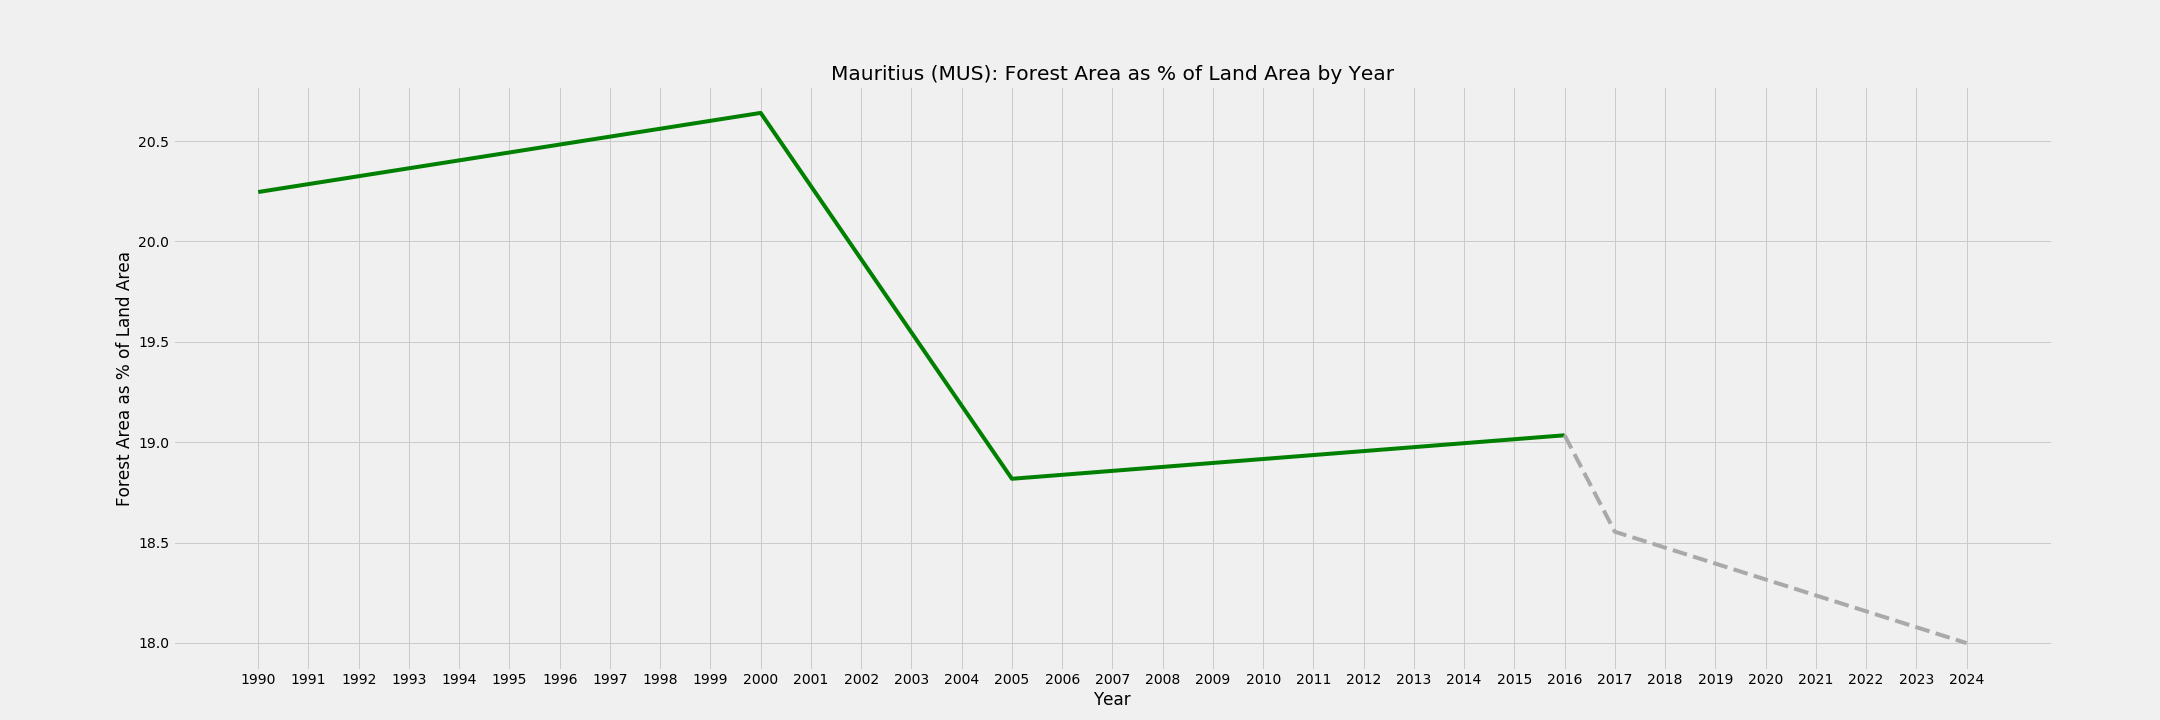 Mauritius (MUS): Forest Area as % of Land Area by Year
Forest Area as % of Land Area
20.5
20.0
19.5
19.0
18.5
18.0
1990 1991 1992 1993 1994 1995 1996 1997 1998 1999 2000 2001 2002 2003 2004 2005 2006 2007 2008 2009 2010 2011 2012 2013 2014 2015 2016 2017 2018 2019 2020 2021 2022 2023 2024
Year